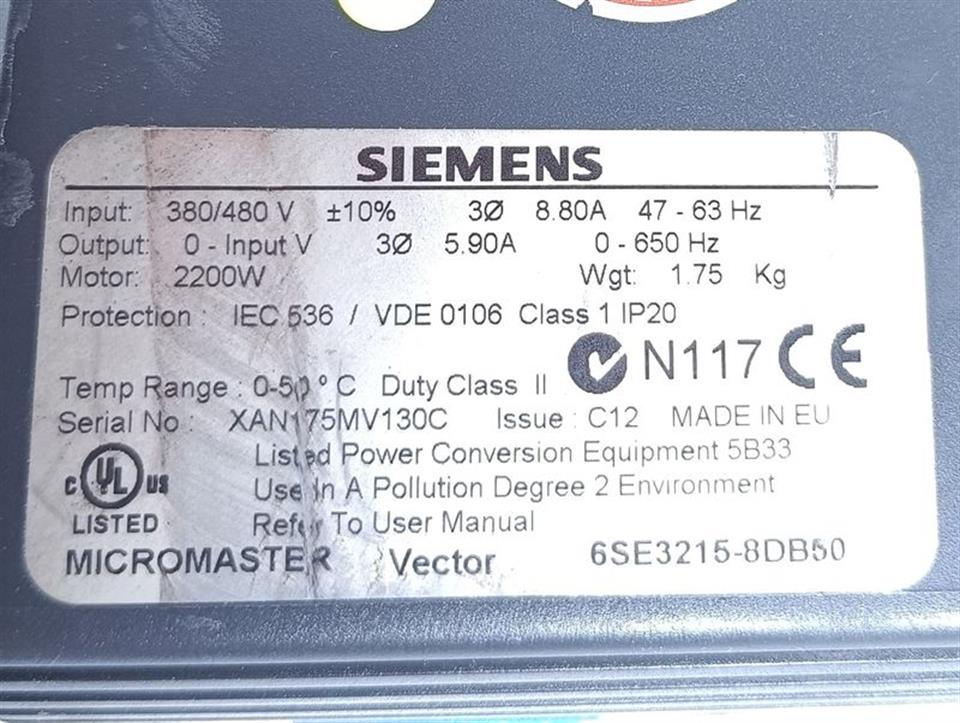 SIEMENS
Input: 380/480 V ±10% 3Ø 8.80A 47 - 63 Hz
Output: 0 - Input V 3Ø 5.90A 0 - 650 Hz
Motor: 2200W Wgt: 1.75 Kg
Protection : IEC 536 / VDE 0106 Class 1 IP20
N117 CE
Temp Range : 0-50 º C Duty Class II
Serial No : XAN175MV130C Issue : C12 MADE IN EU
Listed Power Conversion Equipment 5B33
C UL US
Use In A Pollution Degree 2 Environment
LISTED Refer To User Manual
MICROMASTER Vector 6SE3215-8DB50